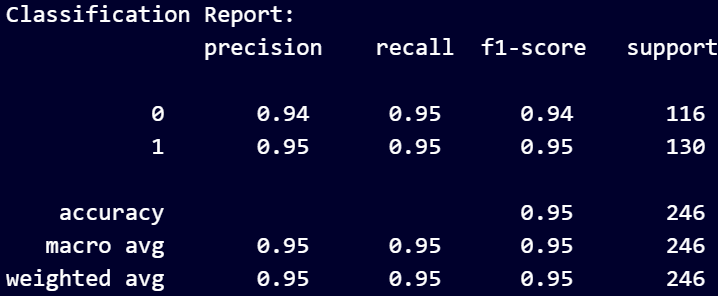 Classification Report:
precision recall f1-score support
0 0.94 0.95 0.94 116
1 0.95 0.95 0.95 130
accuracy 0.95 246
macro avg 0.95 0.95 0.95 246
weighted avg 0.95 0.95 0.95 246